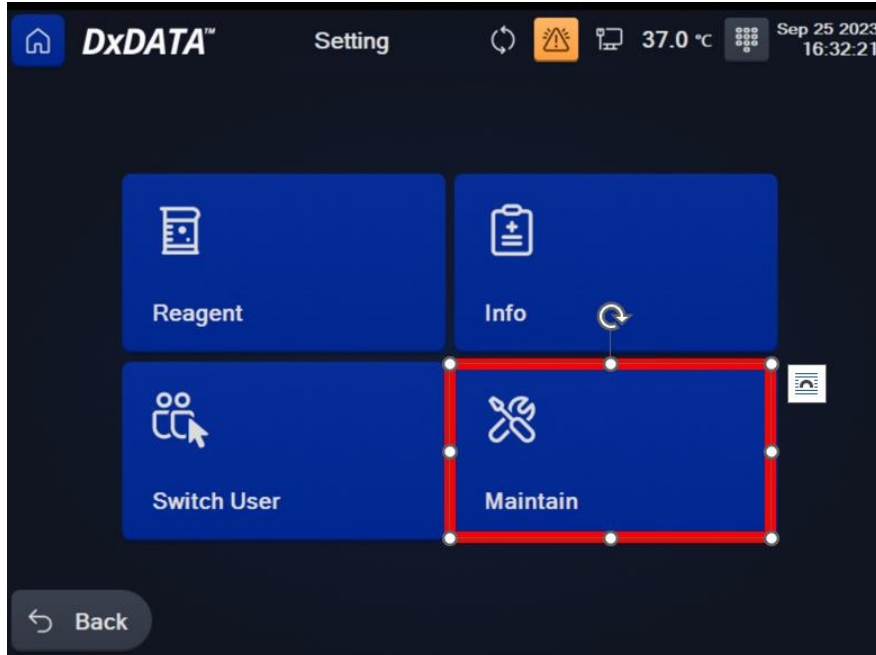 DxDATA™ Setting 37.0 °C Sep 25 2023
16:32:21
Reagent Info
Switch User Maintain
Back